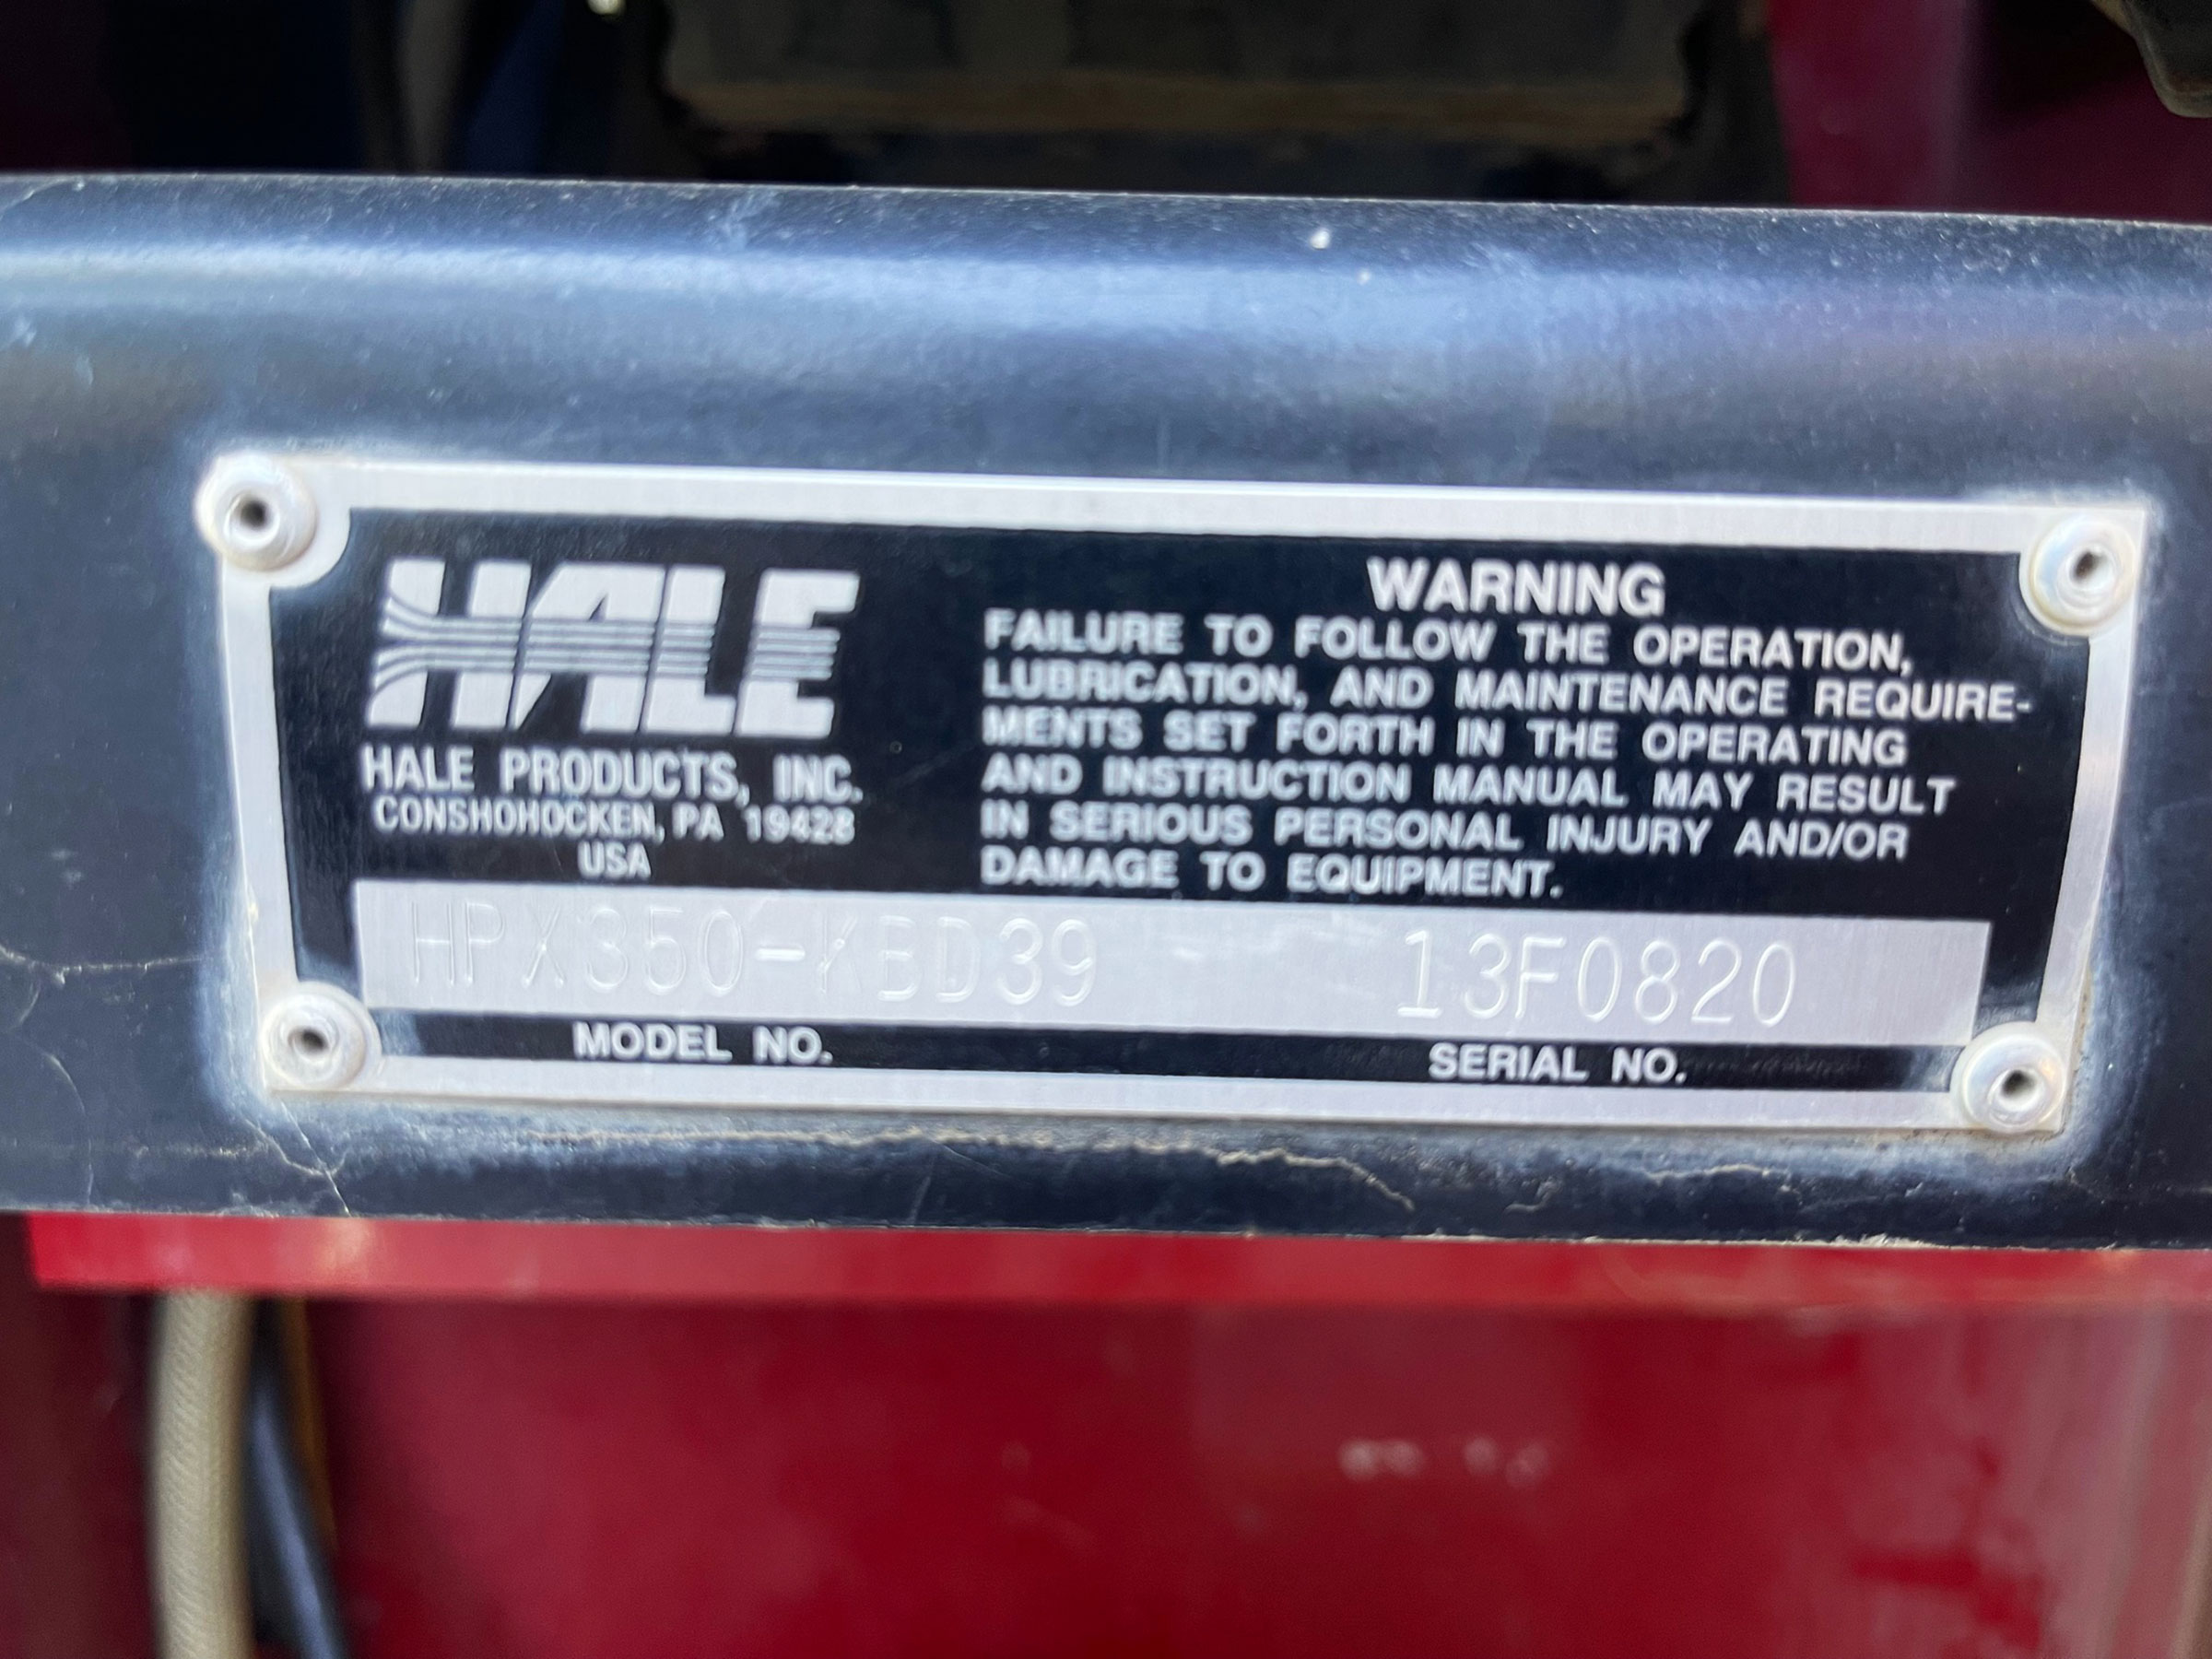 HALE
HALE PRODUCTS, INC.
CONSHOHOCKEN, PA 19428
USA
WARNING
FAILURE TO FOLLOW THE OPERATION,
LUBRICATION, AND MAINTENANCE REQUIRE-
MENTS SET FORTH IN THE OPERATING
AND INSTRUCTION MANUAL MAY RESULT
IN SERIOUS PERSONAL INJURY AND/OR
DAMAGE TO EQUIPMENT.
HPX350-KBD39
MODEL NO.
13F0820
SERIAL NO.